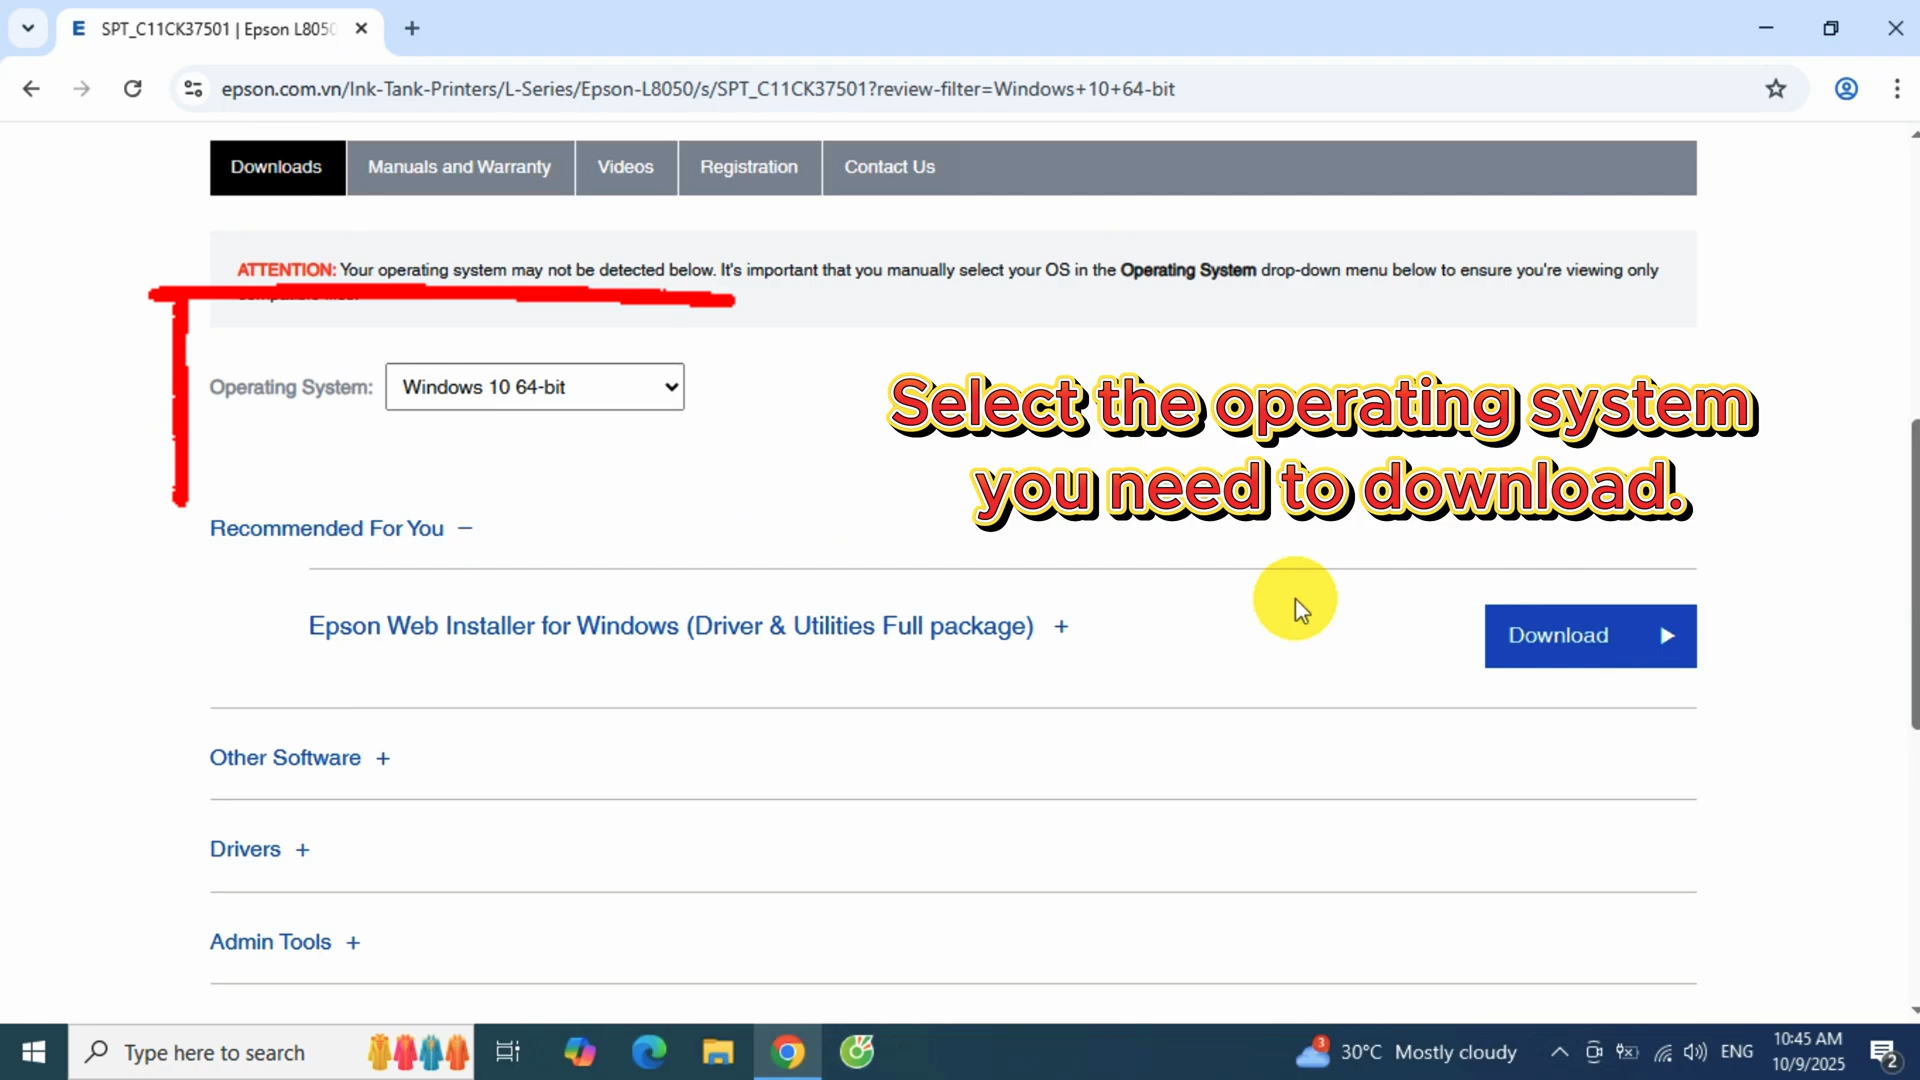 SPT_C11CK37501 | Epson L8050
epson.com.vn/Ink-Tank-Printers/L-Series/Epson-L8050/s/SPT_C11CK37501?review-filter=Windows+10+64-bit
Downloads Manuals and Warranty Videos Registration Contact Us
ATTENTION: Your operating system may not be detected below. It's important that you manually select your OS in the Operating System drop-down menu below to ensure you're viewing only
Operating System: Windows 10 64-bit
Select the operating system
you need to download.
Recommended For You −
Epson Web Installer for Windows (Driver & Utilities Full package) +
Download
Other Software +
Drivers +
Admin Tools +
Type here to search
3
30°C Mostly cloudy
ENG
10:45 AM
10/9/2025
2